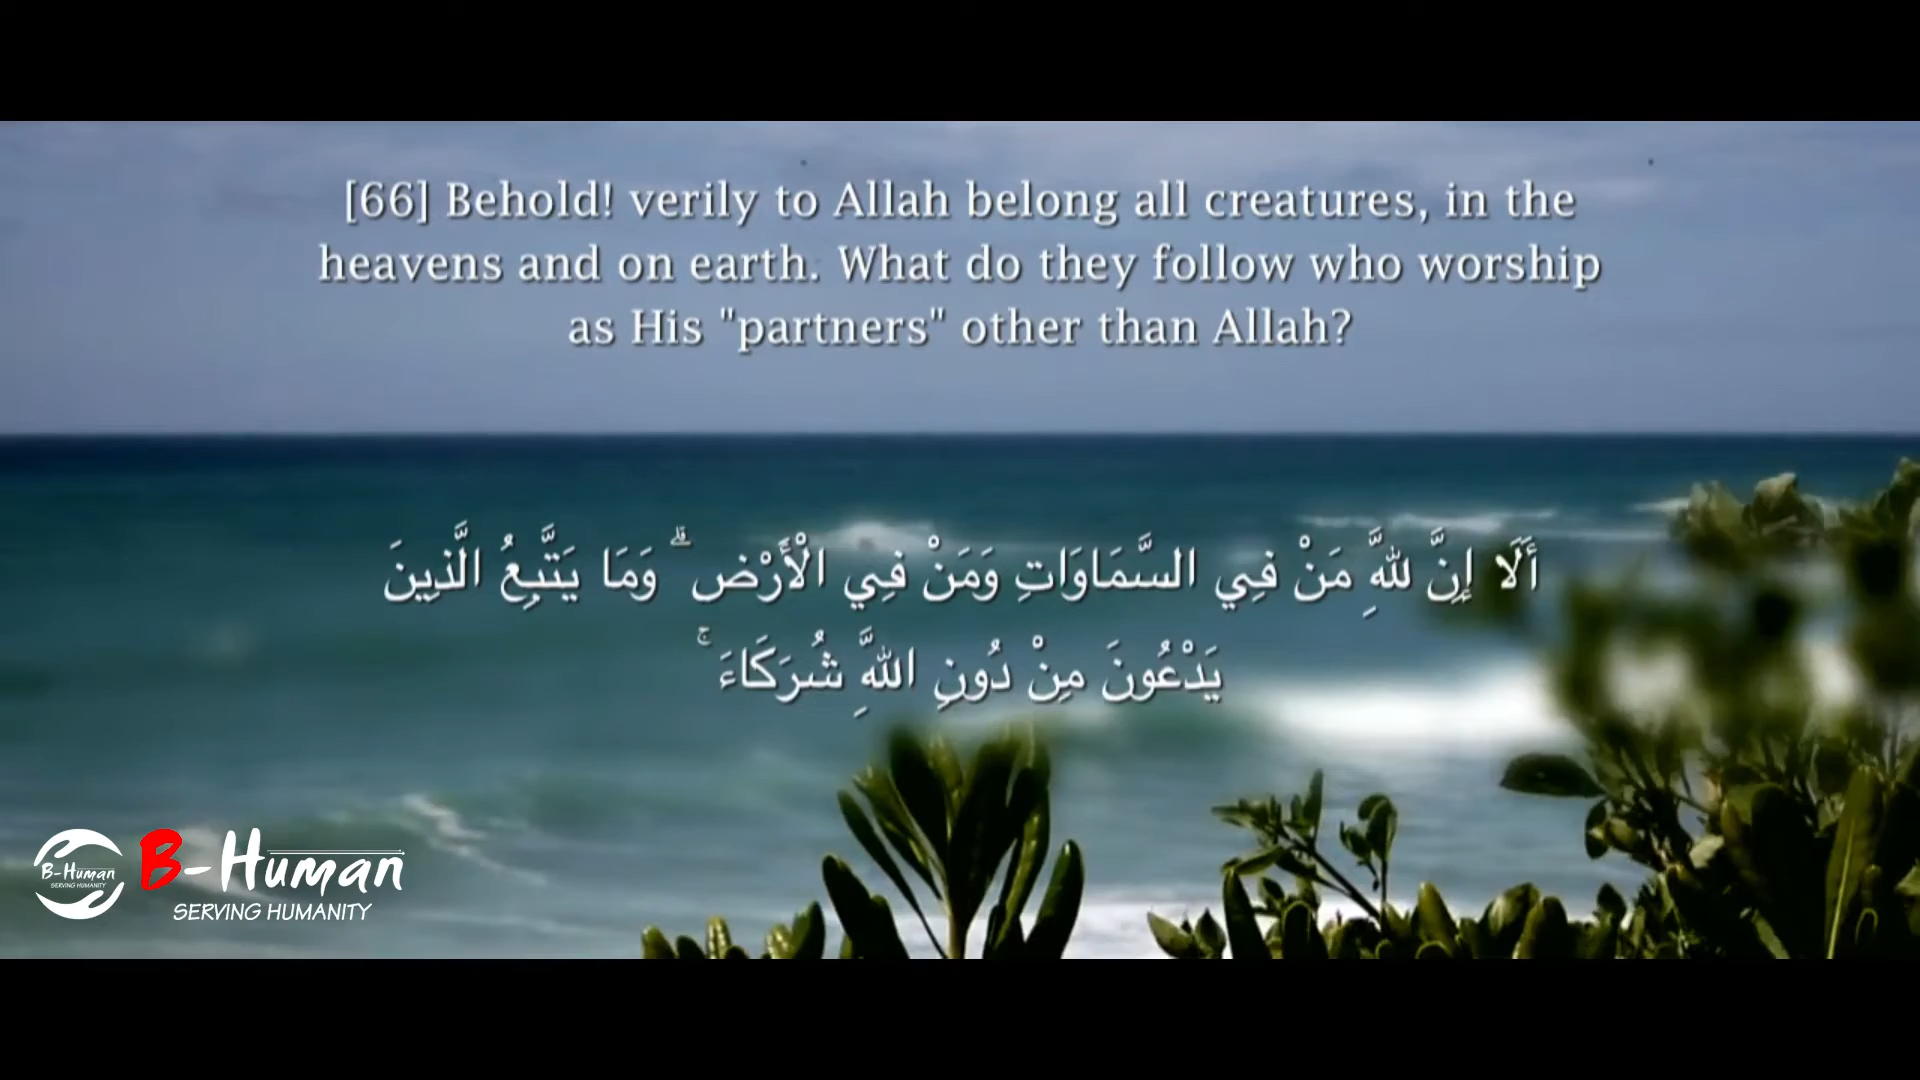 [66] Behold! verily to Allah belong all creatures, in the
heavens and on earth. What do they follow who worship
as His "partners" other than Allah?
أَلَا إِنَّ لِلَّهِ مَنْ فِي السَّمَاوَاتِ وَمَنْ فِي الْأَرْضِ ۗ وَمَا يَتَّبِعُ الَّذِينَ
يَدْعُونَ مِنْ دُونِ اللَّهِ شُرَكَاءَ ۚ
B-Human
SERVING HUMANITY
B-Human
SERVING HUMANITY